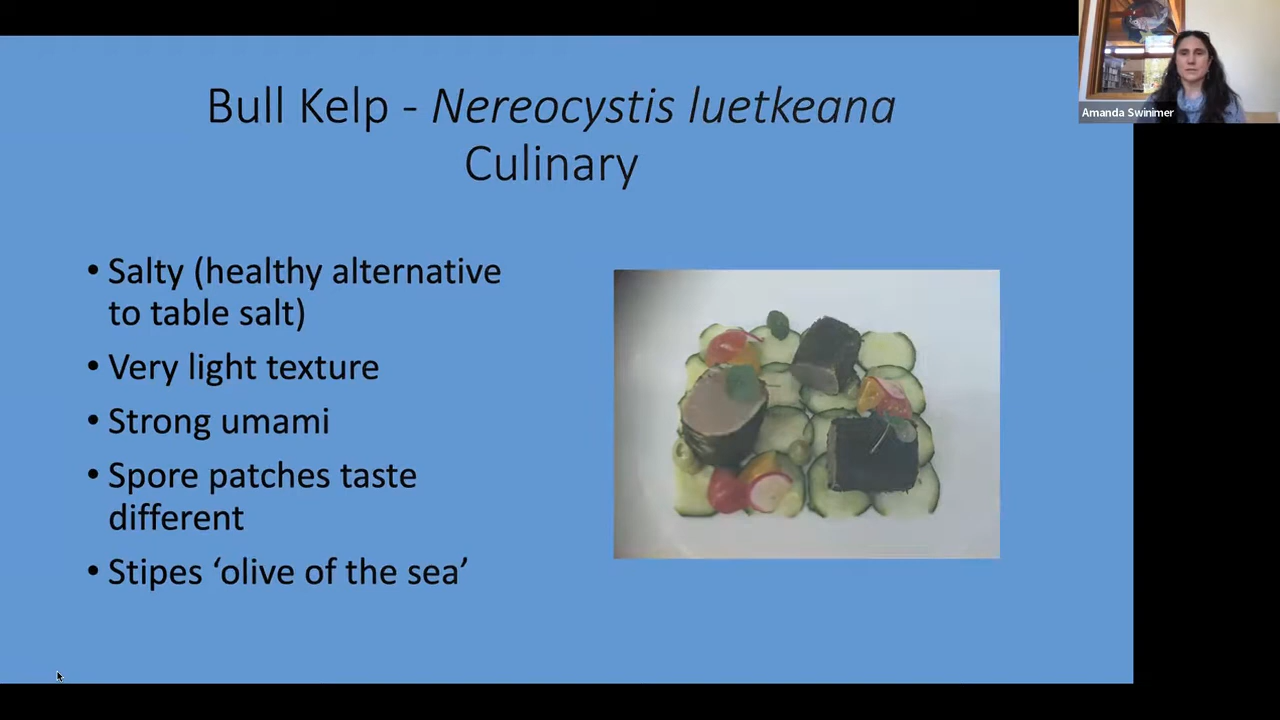 Bull Kelp - Nereocystis luetkeana
Culinary
Amanda Swinimer
• Salty (healthy alternative
to table salt)
• Very light texture
• Strong umami
• Spore patches taste
different
• Stipes ‘olive of the sea’